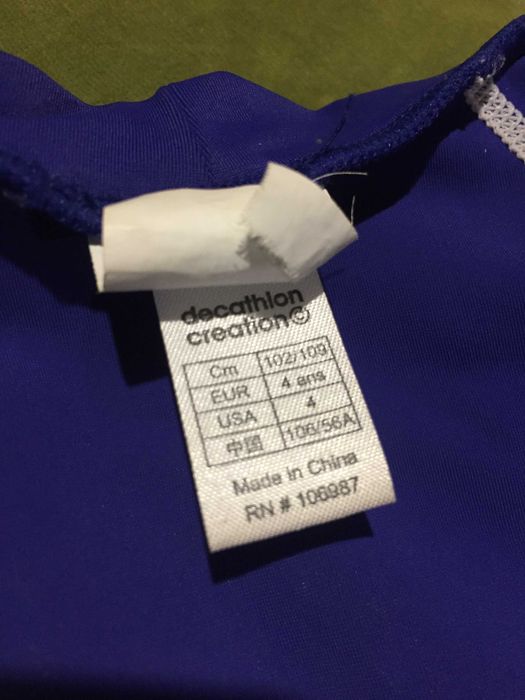 decathlon
creation
Cm 102/109
EUR 4 ans
USA 4
中国 106/56A
Made in China
RN # 106987